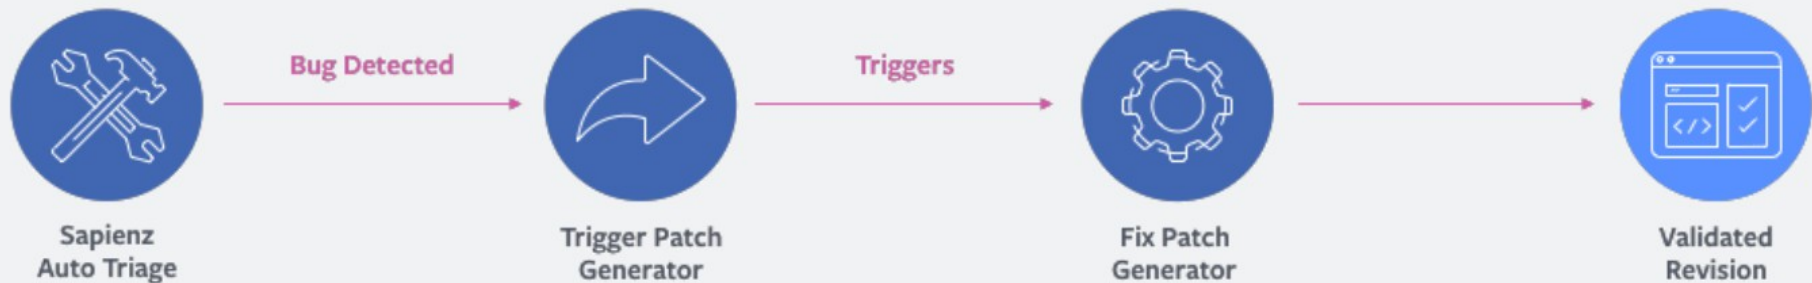 Bug Detected
Triggers
Sapienz
Auto Triage
Trigger Patch
Generator
Fix Patch
Generator
</>
Validated
Revision